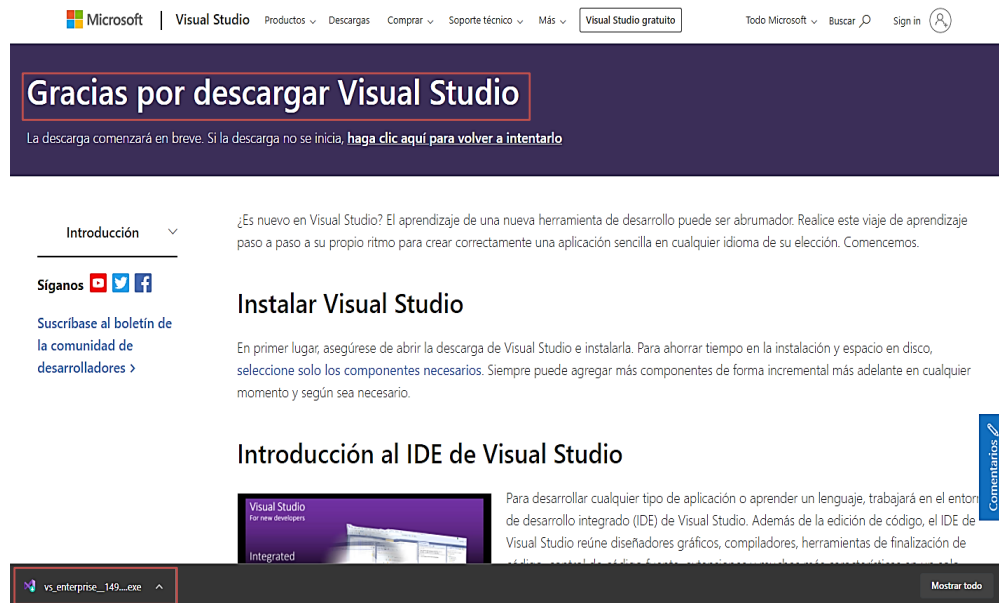 Microsoft Visual Studio Productos Descargas Comprar Soporte técnico Más Visual Studio gratuito Todo Microsoft Buscar Sign in
Gracias por descargar Visual Studio
La descarga comenzará en breve. Si la descarga no se inicia, haga clic aquí para volver a intentarlo
Introducción
Síganos
Suscríbase al boletín de
la comunidad de
desarrolladores >
¿Es nuevo en Visual Studio? El aprendizaje de una nueva herramienta de desarrollo puede ser abrumador. Realice este viaje de aprendizaje
paso a paso a su propio ritmo para crear correctamente una aplicación sencilla en cualquier idioma de su elección. Comencemos.
Instalar Visual Studio
En primer lugar, asegúrese de abrir la descarga de Visual Studio e instalarla. Para ahorrar tiempo en la instalación y espacio en disco,
seleccione solo los componentes necesarios. Siempre puede agregar más componentes de forma incremental más adelante en cualquier
momento y según sea necesario.
Introducción al IDE de Visual Studio
Visual Studio
For new developers
Integrated
Para desarrollar cualquier tipo de aplicación o aprender un lenguaje, trabajará en el
de desarrollo integrado (IDE) de Visual Studio. Además de la edición de código, el IDE de
Visual Studio reúne diseñadores gráficos, compiladores, herramientas de finalización de
Comentarios
vs_enterprise__149....exe
Mostrar todo